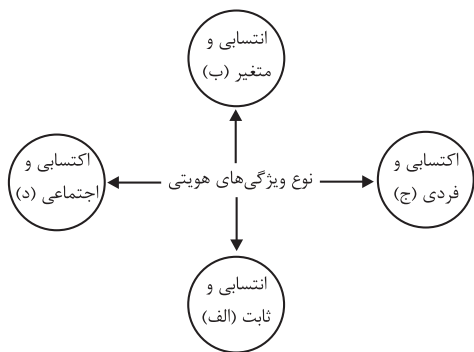 انتسابی و
متغیر (ب)
اکتسابی و
فردی (ج)
نوع ویژگی‌های هویتی
اکتسابی و
اجتماعی (د)
انتسابی و
ثابت (الف)